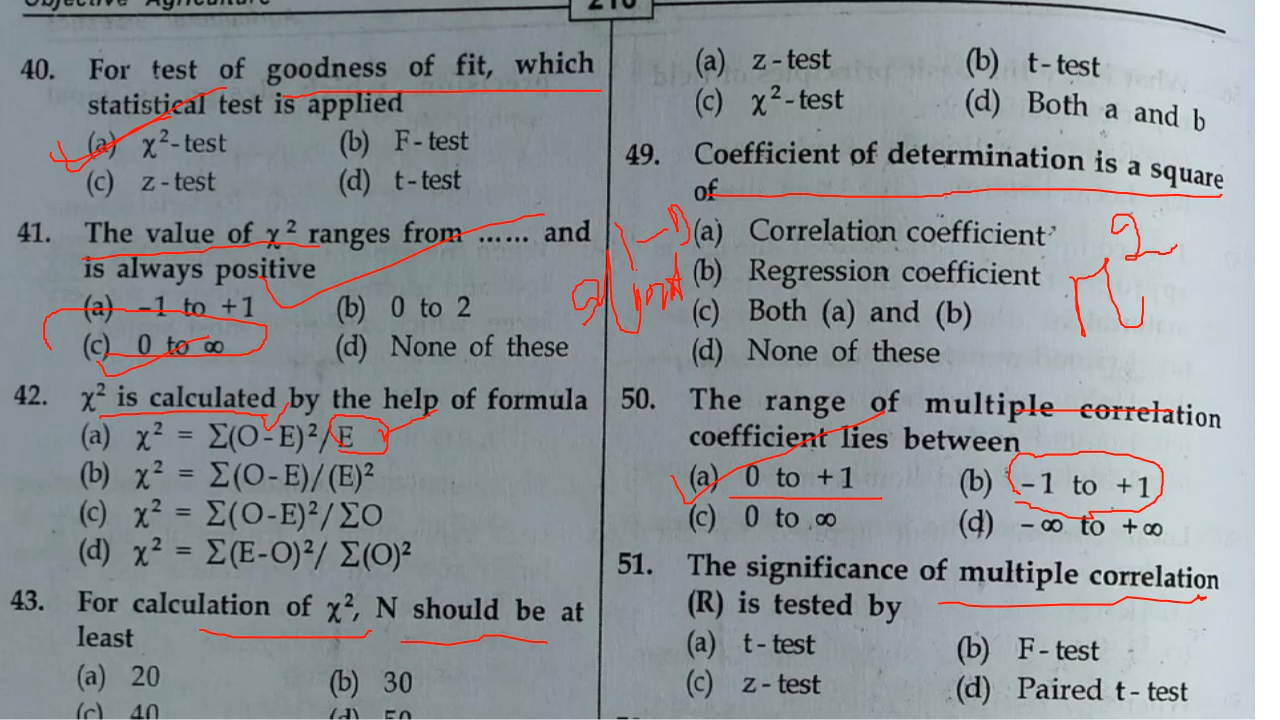 Objective Agriculture
210
40. For test of goodness of fit, which
statistical test is applied
(a) χ²-test (b) F-test
(c) z-test (d) t-test
41. The value of χ² ranges from ...... and
is always positive
(a) -1 to +1 (b) 0 to 2
(c) 0 to ∞ (d) None of these
42. χ² is calculated by the help of formula
(a) χ² = Σ(O-E)²/E
(b) χ² = Σ(O-E)/(E)²
(c) χ² = Σ(O-E)²/ΣO
(d) χ² = Σ(E-O)²/ Σ(O)²
43. For calculation of χ², N should be at
least
(a) 20 (b) 30
(c) 40 (d) 50
(a) z-test (b) t-test
(c) χ²-test (d) Both a and b
49. Coefficient of determination is a square
of
(a) Correlation coefficient
(b) Regression coefficient
(c) Both (a) and (b)
(d) None of these
50. The range of multiple correlation
coefficient lies between
(a) 0 to +1 (b) -1 to +1
(c) 0 to ∞ (d) -∞ to +∞
51. The significance of multiple correlation
(R) is tested by
(a) t-test (b) F-test
(c) z-test (d) Paired t-test